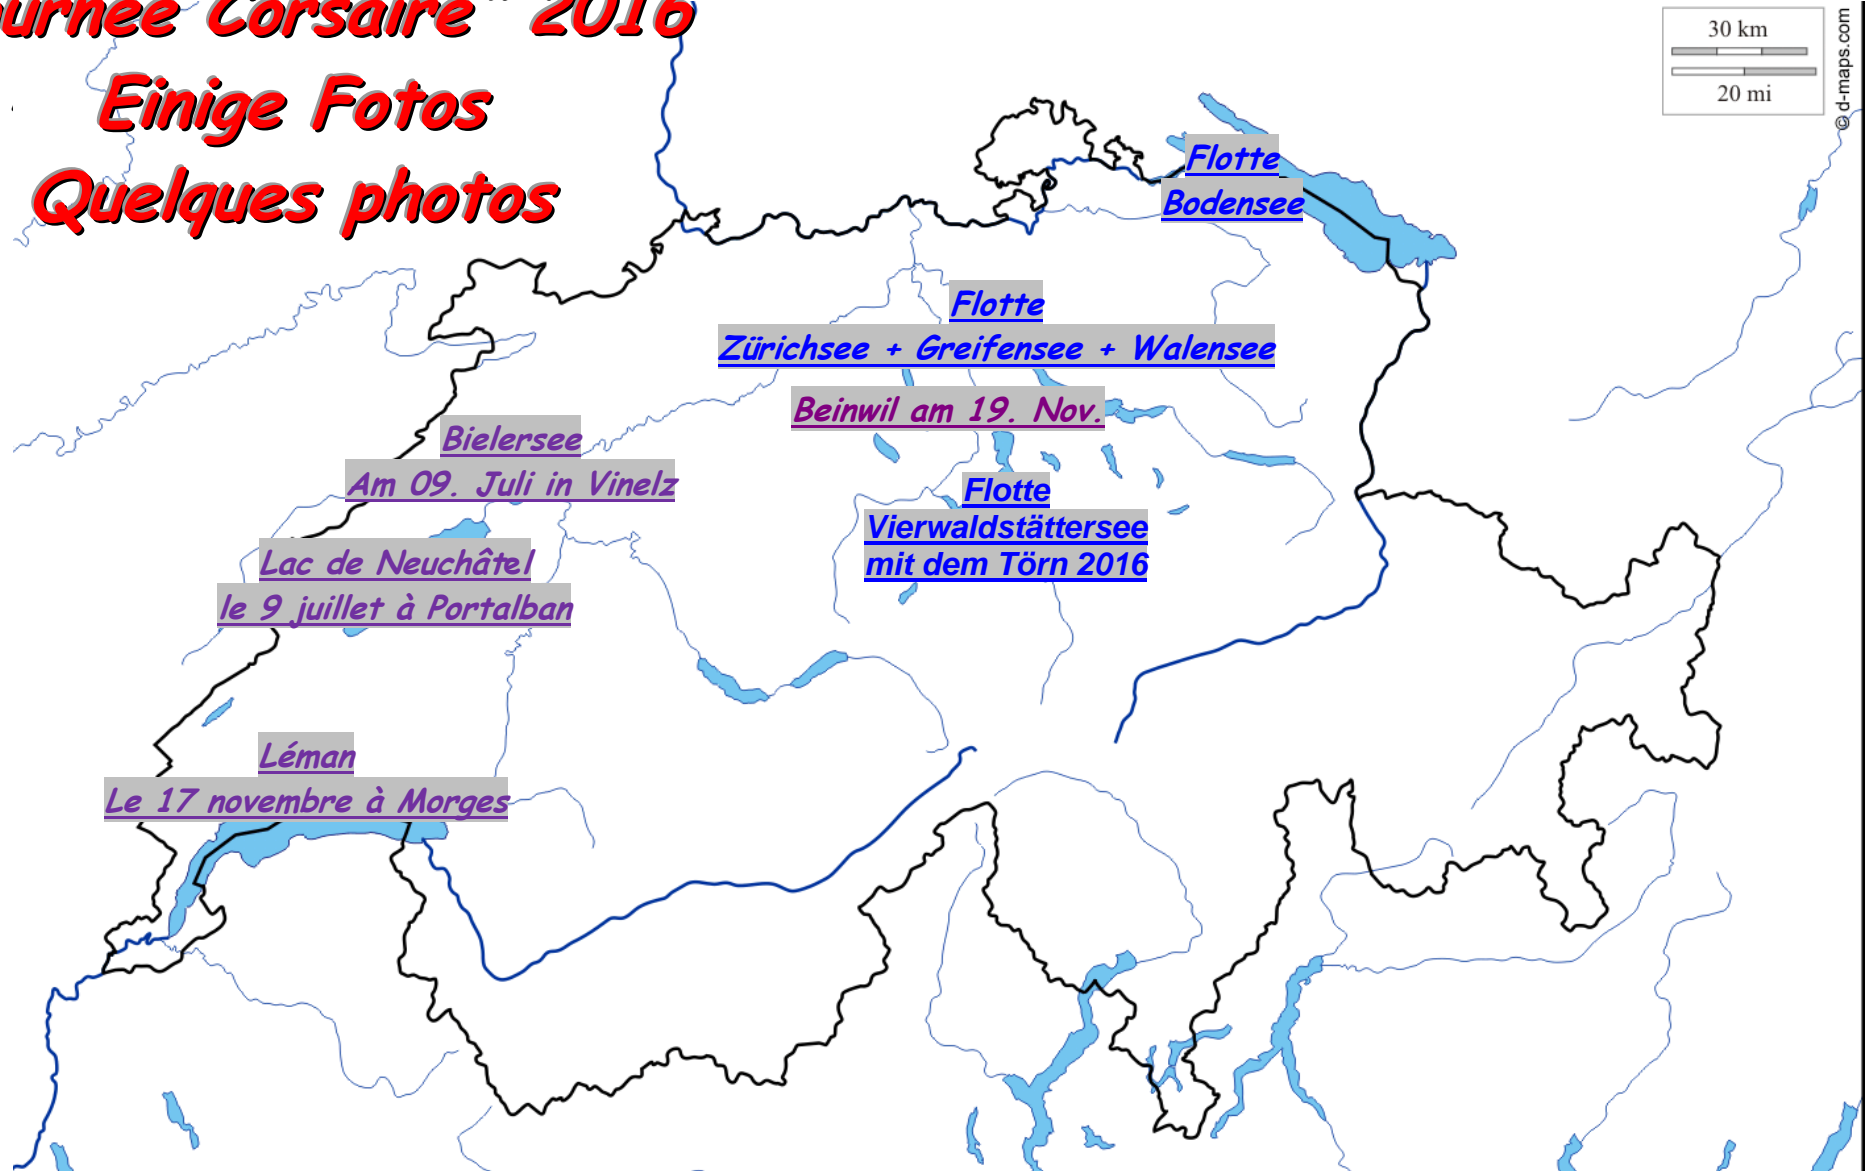 Corsaire" 2016
Einige Fotos
Quelques photos
30 km
20 mi
© d-maps.com
Flotte
Bodensee
Flotte
Zürichsee + Greifensee + Walensee
Beinwil am 19. Nov.
Bielersee
Am 09. Juli in Vinelz
Flotte
Vierwaldstättersee
mit dem Törn 2016
Lac de Neuchâtel
le 9 juillet à Portalban
Léman
Le 17 novembre à Morges